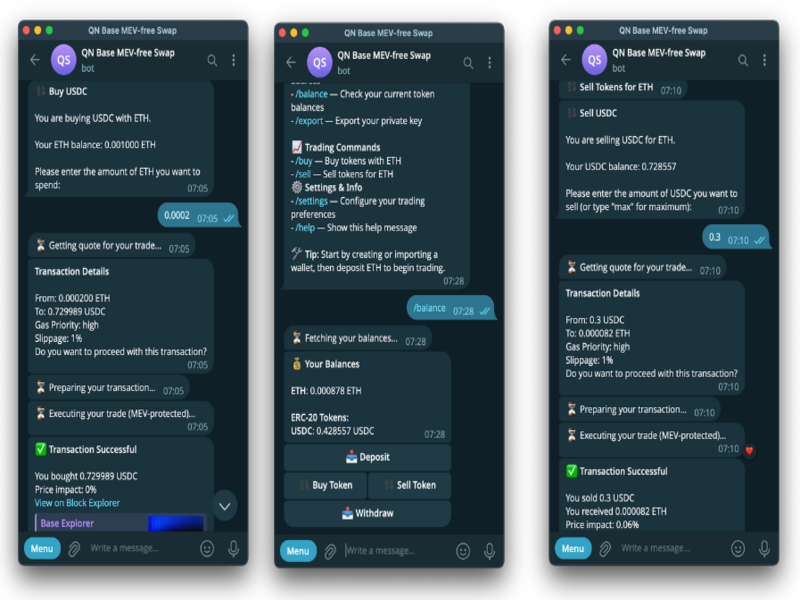 QN Base MEV-free Swap
QS
QN Base MEV-free Swap
bot
Buy USDC
You are buying USDC with ETH.
Your ETH balance: 0.001000 ETH
Please enter the amount of ETH you want to
spend:
07:05
0.0002 07:05
Getting quote for your trade... 07:05
Transaction Details
From: 0.000200 ETH
To: 0.729989 USDC
Gas Priority: high
Slippage: 1%
Do you want to proceed with this transaction?
07:05
Preparing your transaction... 07:05
Executing your trade (MEV-protected)...
07:05
Transaction Successful
You bought 0.729989 USDC
Price impact: 0%
View on Block Explorer
Base Explorer
Menu Write a message...
QN Base MEV-free Swap
QS
QN Base MEV-free Swap
bot
- /balance — Check your current token
balances
- /export — Export your private key
Trading Commands
- /buy — Buy tokens with ETH
- /sell — Sell tokens for ETH
Settings & Info
- /settings — Configure your trading
preferences
- /help — Show this help message
Tip: Start by creating or importing a
wallet, then deposit ETH to begin trading.
07:28
/balance 07:28
Fetching your balances... 07:28
Your Balances
ETH: 0.000878 ETH
ERC-20 Tokens:
USDC: 0.428557 USDC
07:28
Deposit
Buy Token Sell Token
Withdraw
Menu Write a message...
QN Base MEV-free Swap
QS
QN Base MEV-free Swap
bot
Sell Tokens for ETH 07:10
Sell USDC
You are selling USDC for ETH.
Your USDC balance: 0.728557
Please enter the amount of USDC you want to
sell (or type "max" for maximum):
07:10
0.3 07:10
Getting quote for your trade... 07:10
Transaction Details
From: 0.3 USDC
To: 0.000082 ETH
Gas Priority: high
Slippage: 1%
Do you want to proceed with this transaction?
07:10
Preparing your transaction... 07:10
Executing your trade (MEV-protected)...
07:10
Transaction Successful
You sold 0.3 USDC
You received 0.000082 ETH
Price impact: 0.06%
Menu Write a message...